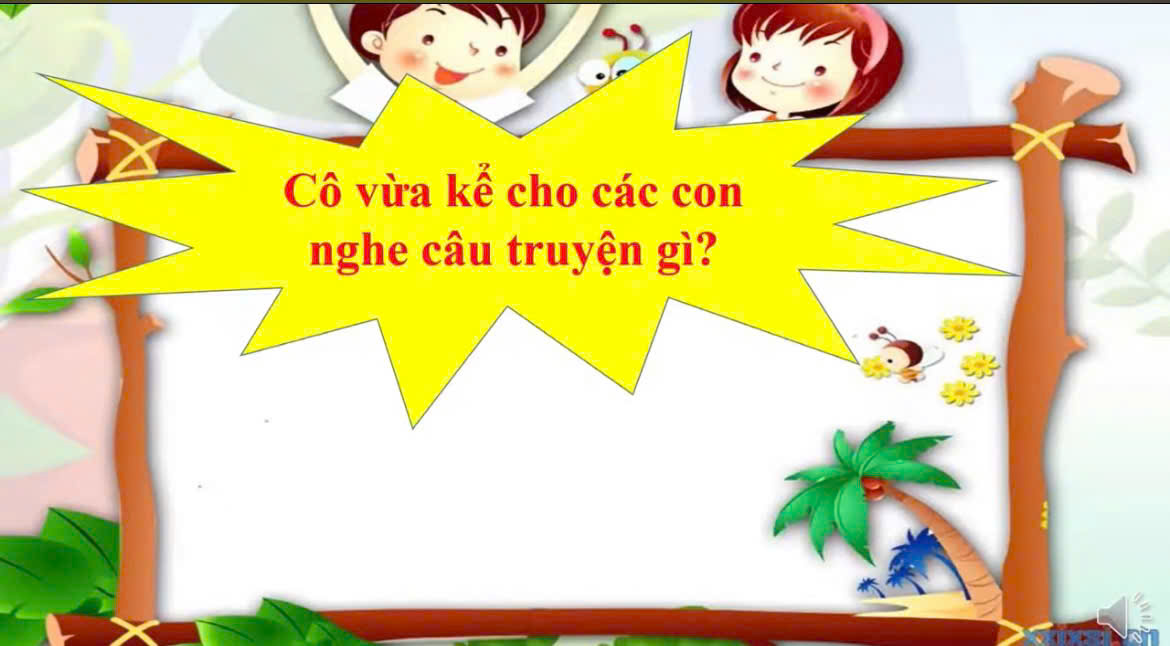 Cô vừa kể cho các con
nghe câu truyện gì?